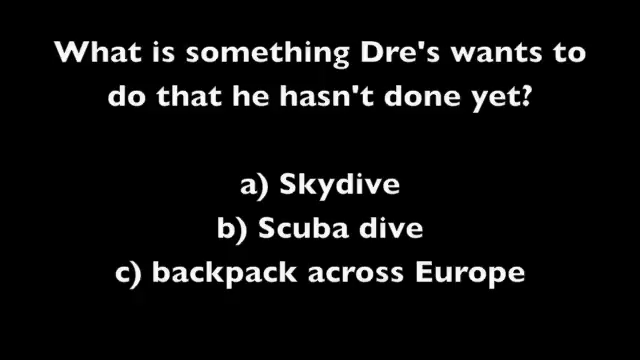 What is something Dre's wants to
do that he hasn't done yet?
a) Skydive
b) Scuba dive
c) backpack across Europe